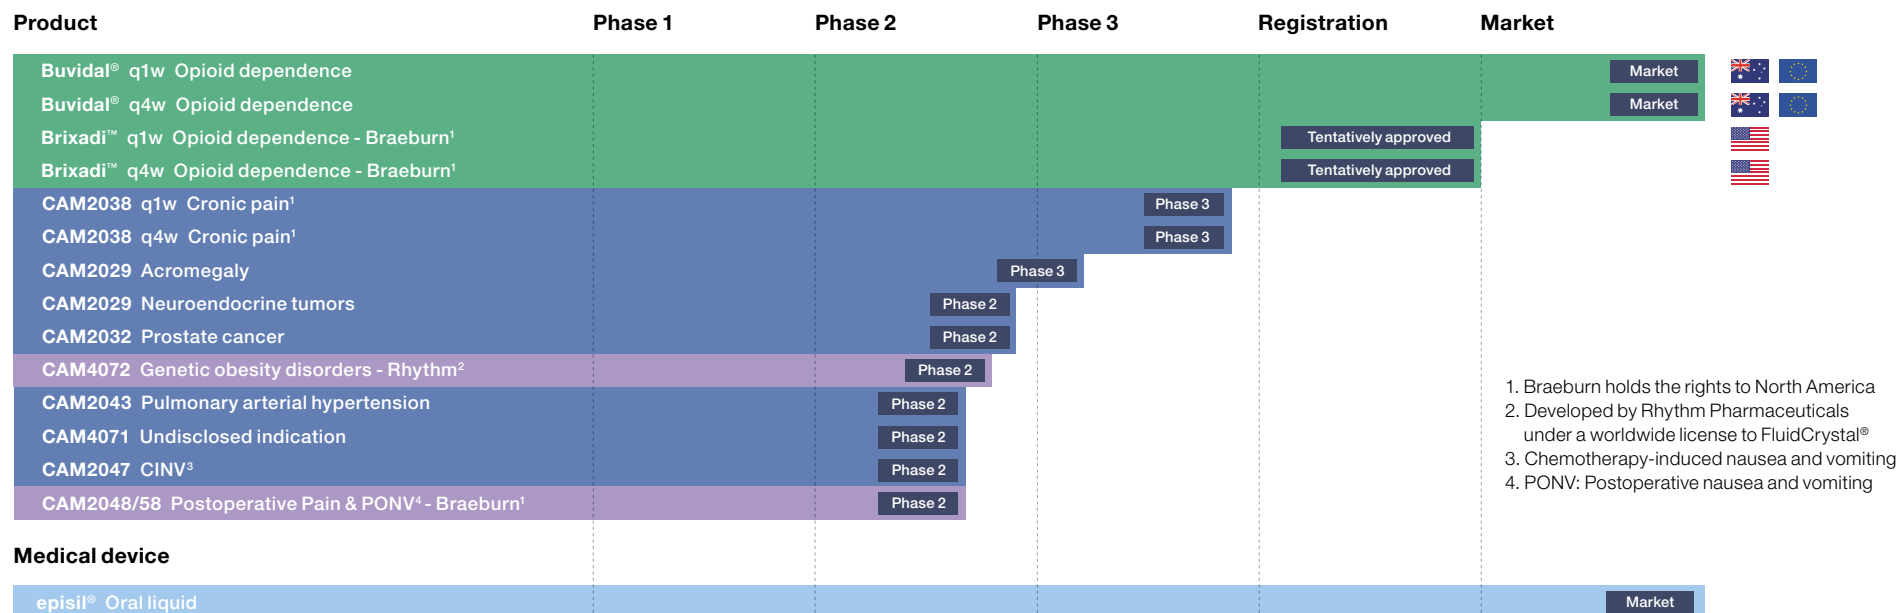 Product Phase 1 Phase 2 Phase 3 Registration Market
Buvidal® q1w Opioid dependence Market
Buvidal® q4w Opioid dependence Market
Brixadi™ q1w Opioid dependence - Braeburn¹ Tentatively approved
Brixadi™ q4w Opioid dependence - Braeburn¹ Tentatively approved
CAM2038 q1w Cronic pain¹ Phase 3
CAM2038 q4w Cronic pain¹ Phase 3
CAM2029 Acromegaly Phase 3
CAM2029 Neuroendocrine tumors Phase 2
CAM2032 Prostate cancer Phase 2
CAM4072 Genetic obesity disorders - Rhythm² Phase 2
CAM2043 Pulmonary arterial hypertension Phase 2
CAM4071 Undisclosed indication Phase 2
CAM2047 CINV³ Phase 2
CAM2048/58 Postoperative Pain & PONV⁴ - Braeburn¹ Phase 2
1. Braeburn holds the rights to North America
2. Developed by Rhythm Pharmaceuticals
under a worldwide license to FluidCrystal®
3. Chemotherapy-induced nausea and vomiting
4. PONV: Postoperative nausea and vomiting
Medical device
episil® Oral liquid Market